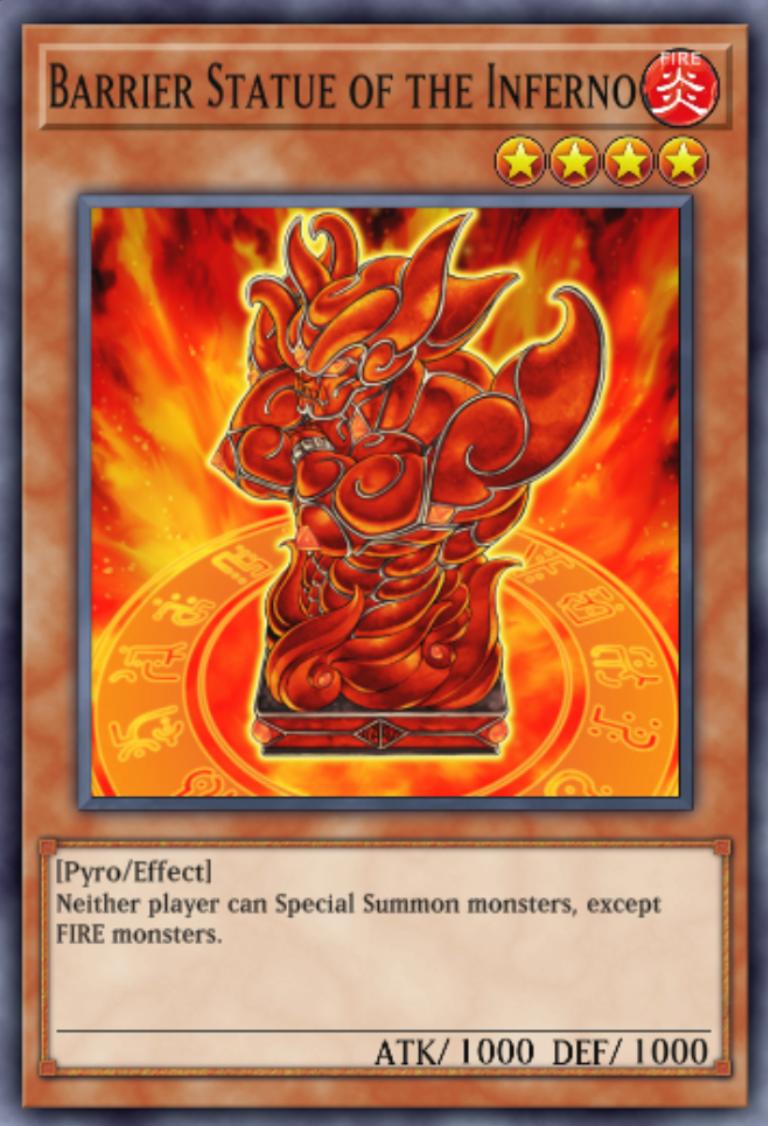 BARRIER STATUE OF THE INFERNO
FIRE
炎
[Pyro/Effect]
Neither player can Special Summon monsters, except
FIRE monsters.
ATK/ 1000 DEF/ 1000